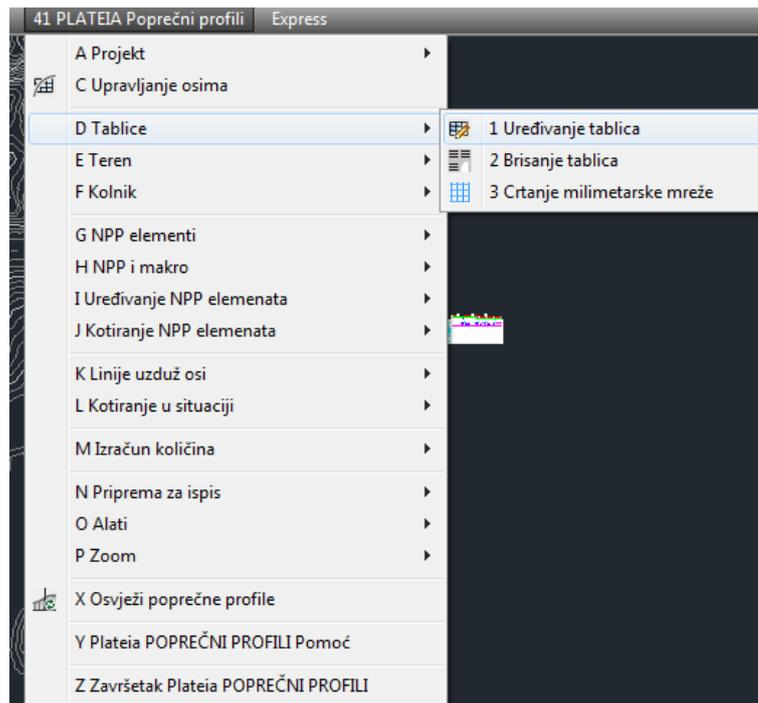 41 PLATEIA Poprečni profili Express
A Projekt
C Upravljanje osima
D Tablice
E Teren
F Kolnik
G NPP elementi
H NPP i makro
I Uređivanje NPP elemenata
J Kotiranje NPP elemenata
K Linije uzduž osi
L Kotiranje u situaciji
M Izračun količina
N Priprema za ispis
O Alati
P Zoom
X Osvježi poprečne profile
Y Plateia POPREČNI PROFILI Pomoć
Z Završetak Plateia POPREČNI PROFILI
1 Uređivanje tablica
2 Brisanje tablica
3 Crtanje milimetarske mreže